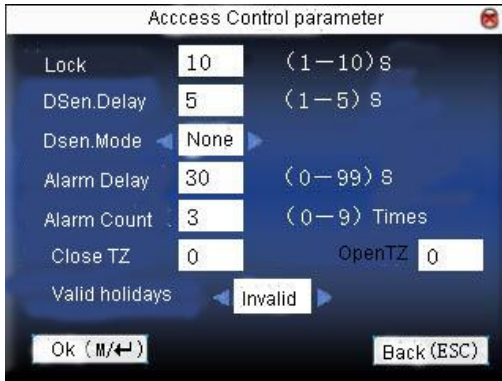 Acccess Control parameter
Lock 10 (1－10)S
DSen.Delay 5 (1－5) S
Dsen.Mode None
Alarm Delay 30 (0－99) S
Alarm Count 3 (0－9) Times
Close TZ 0 OpenTZ 0
Valid holidays Invalid
Ok (M/↵) Back(ESC)